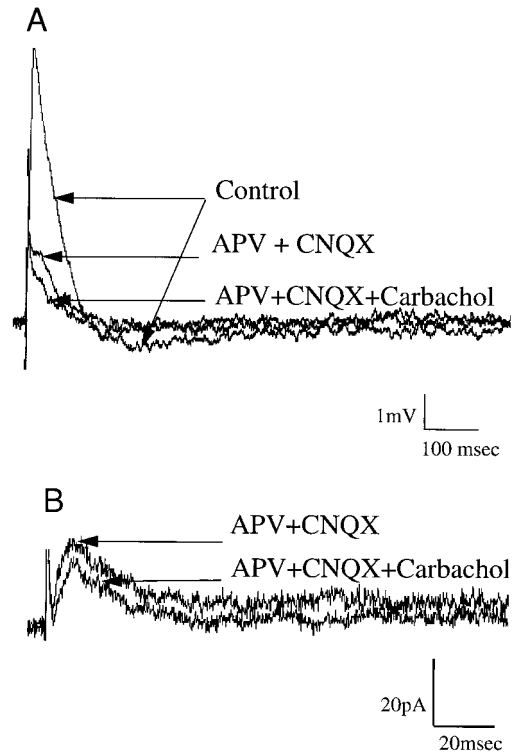 A
Control
APV + CNQX
APV+CNQX+Carbachol
1mV
100 msec
B
APV+CNQX
APV+CNQX+Carbachol
20pA
20msec